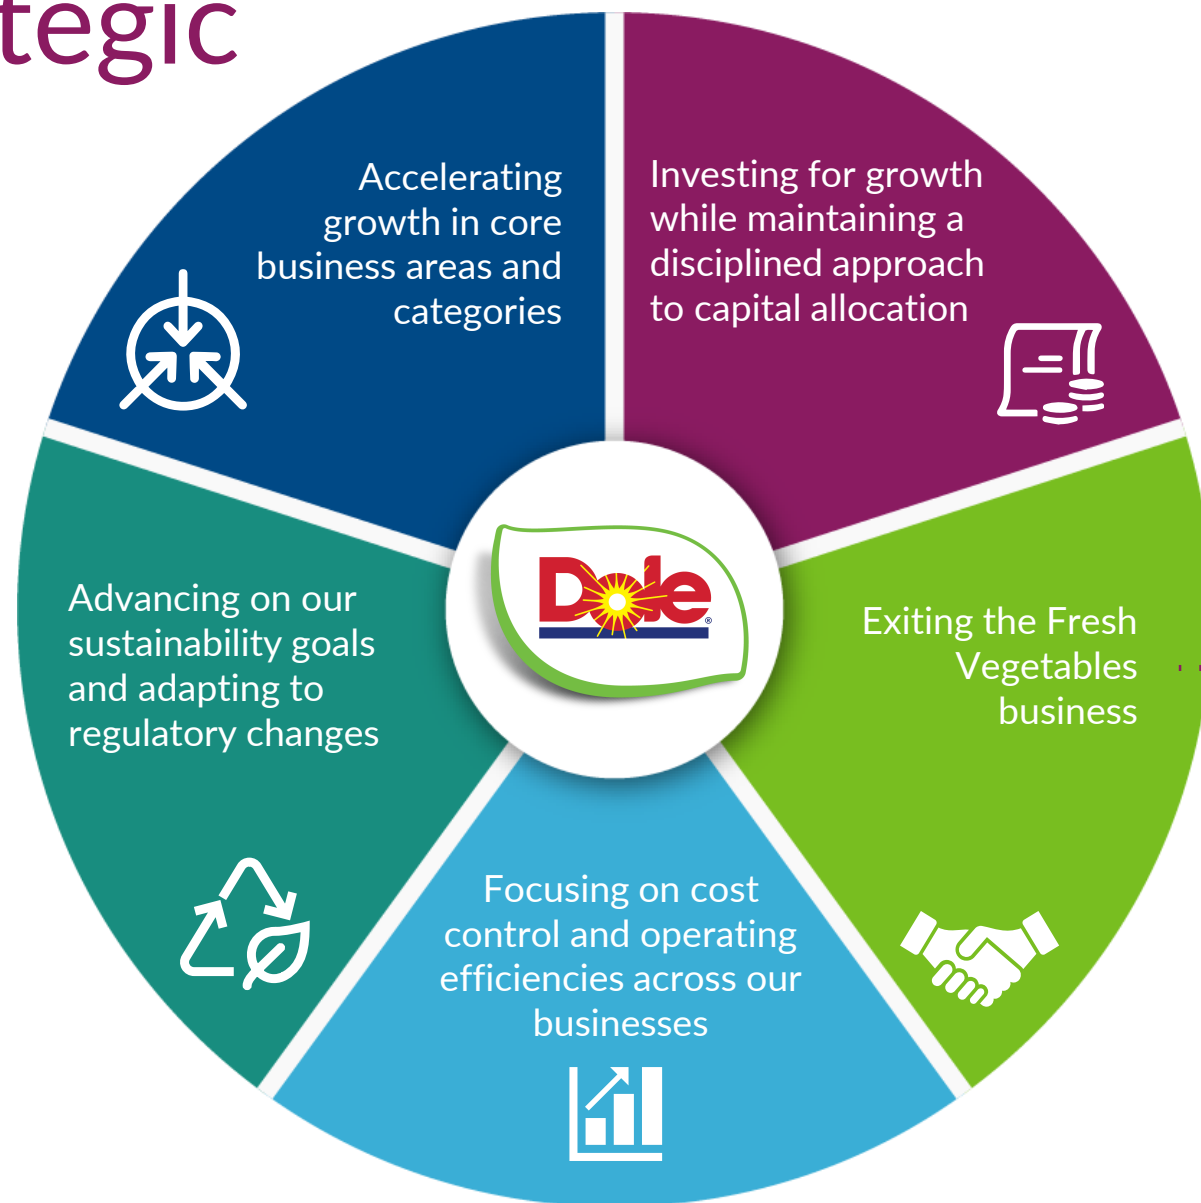 tegic
Accelerating
growth in core
business areas and
categories
Investing for growth
while maintaining a
disciplined approach
to capital allocation
Advancing on our
sustainability goals
and adapting to
regulatory changes
Dole®
Exiting the Fresh
Vegetables
business
Focusing on cost
control and operating
efficiencies across our
businesses